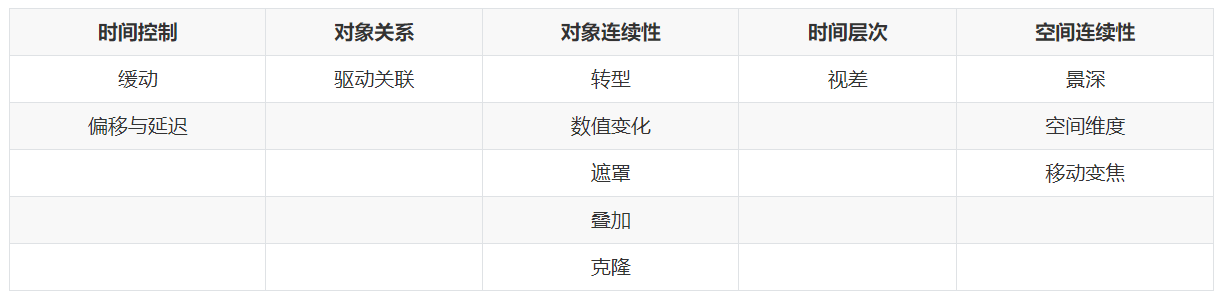 时间控制 对象关系 对象连续性 时间层次 空间连续性
缓动 驱动关联 转型 视差 景深
偏移与延迟 数值变化 空间维度
遮罩 移动变焦
叠加
克隆